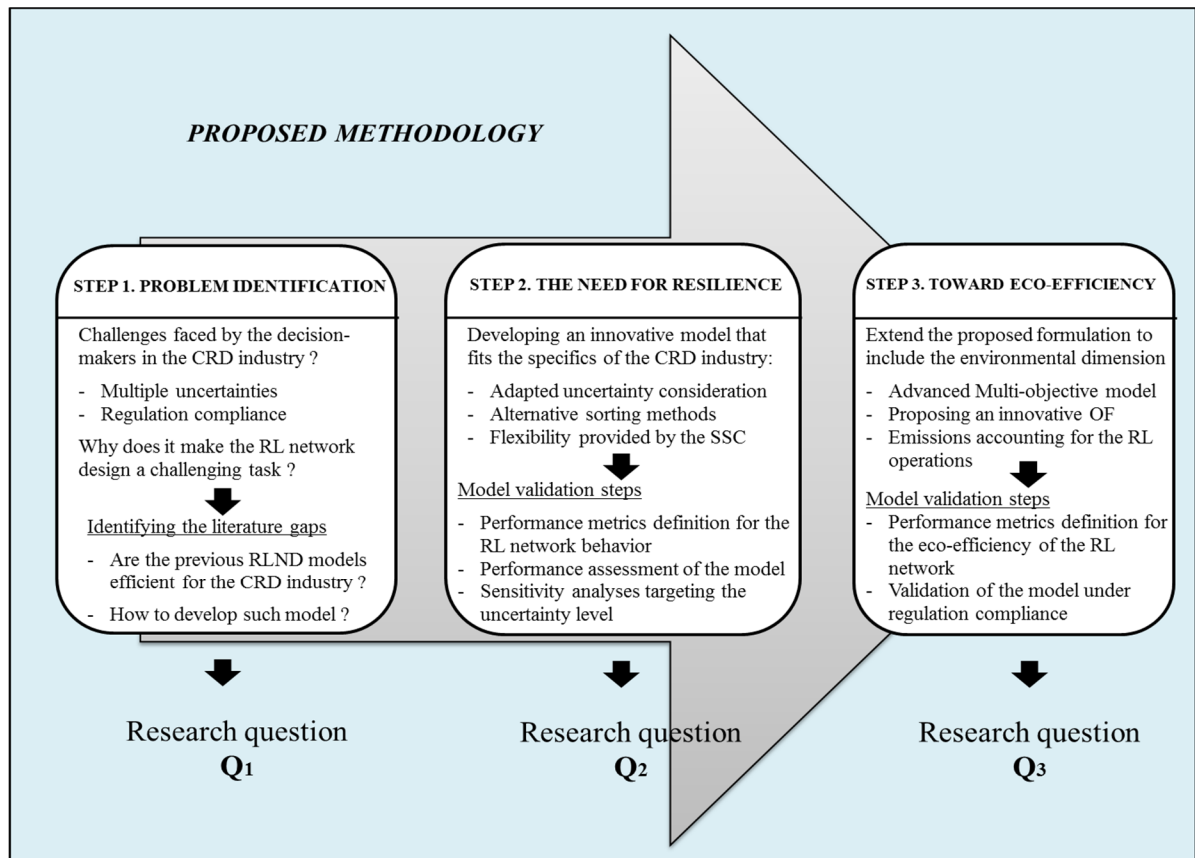 PROPOSED METHODOLOGY
STEP 1. PROBLEM IDENTIFICATION
Challenges faced by the decision-
makers in the CRD industry ?
- Multiple uncertainties
- Regulation compliance
Why does it make the RL network
design a challenging task ?
Identifying the literature gaps
- Are the previous RLND models
efficient for the CRD industry ?
- How to develop such model ?
Research question
Q1
STEP 2. THE NEED FOR RESILIENCE
Developing an innovative model that
fits the specifics of the CRD industry:
- Adapted uncertainty consideration
- Alternative sorting methods
- Flexibility provided by the SSC
Model validation steps
- Performance metrics definition for the
RL network behavior
- Performance assessment of the model
- Sensitivity analyses targeting the
uncertainty level
Research question
Q2
STEP 3. TOWARD ECO-EFFICIENCY
Extend the proposed formulation to
include the environmental dimension
- Advanced Multi-objective model
- Proposing an innovative OF
- Emissions accounting for the RL
operations
Model validation steps
- Performance metrics definition for
the eco-efficiency of the RL
network
- Validation of the model under
regulation compliance
Research question
Q3